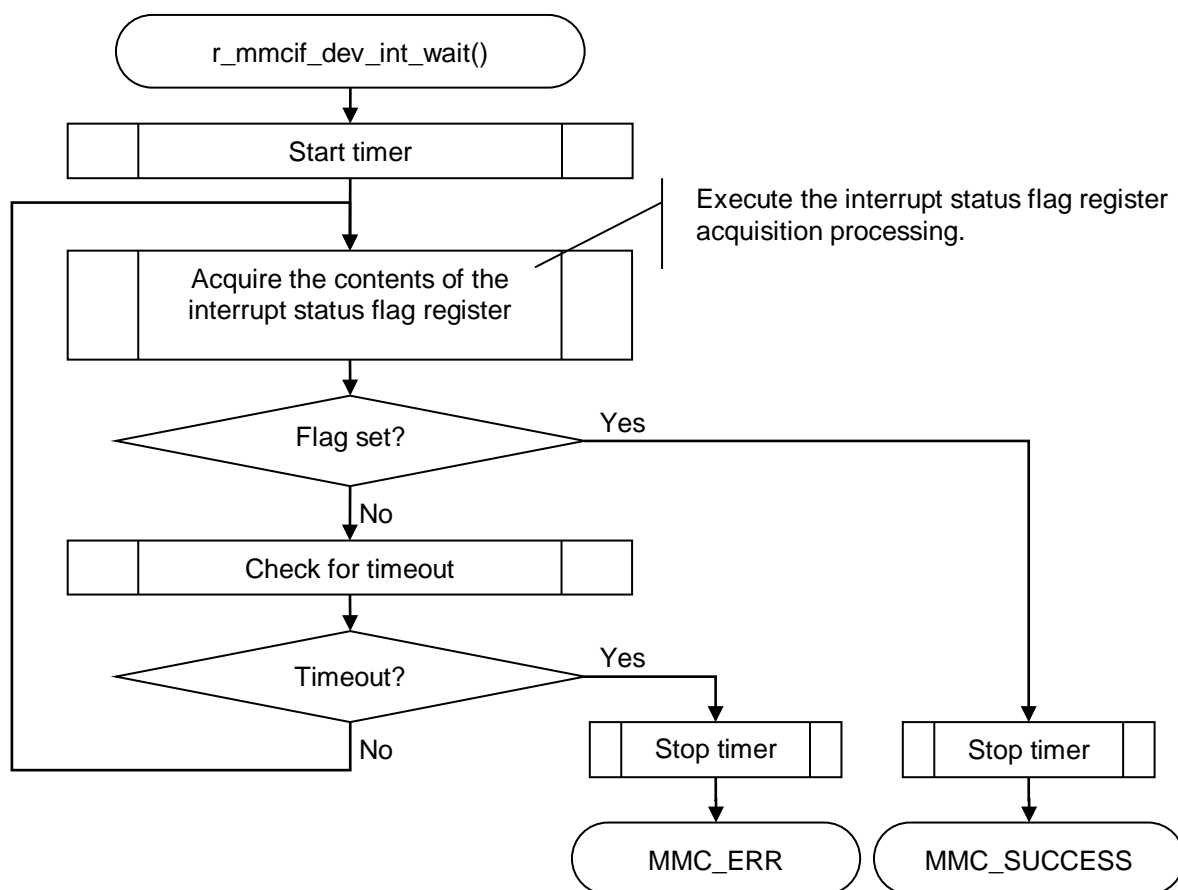 r_mmcif_dev_int_wait()
Start timer
Execute the interrupt status flag register
acquisition processing.
Acquire the contents of the
interrupt status flag register
Flag set?
Yes
No
Check for timeout
Timeout?
Yes
No
Stop timer
Stop timer
MMC_ERR
MMC_SUCCESS